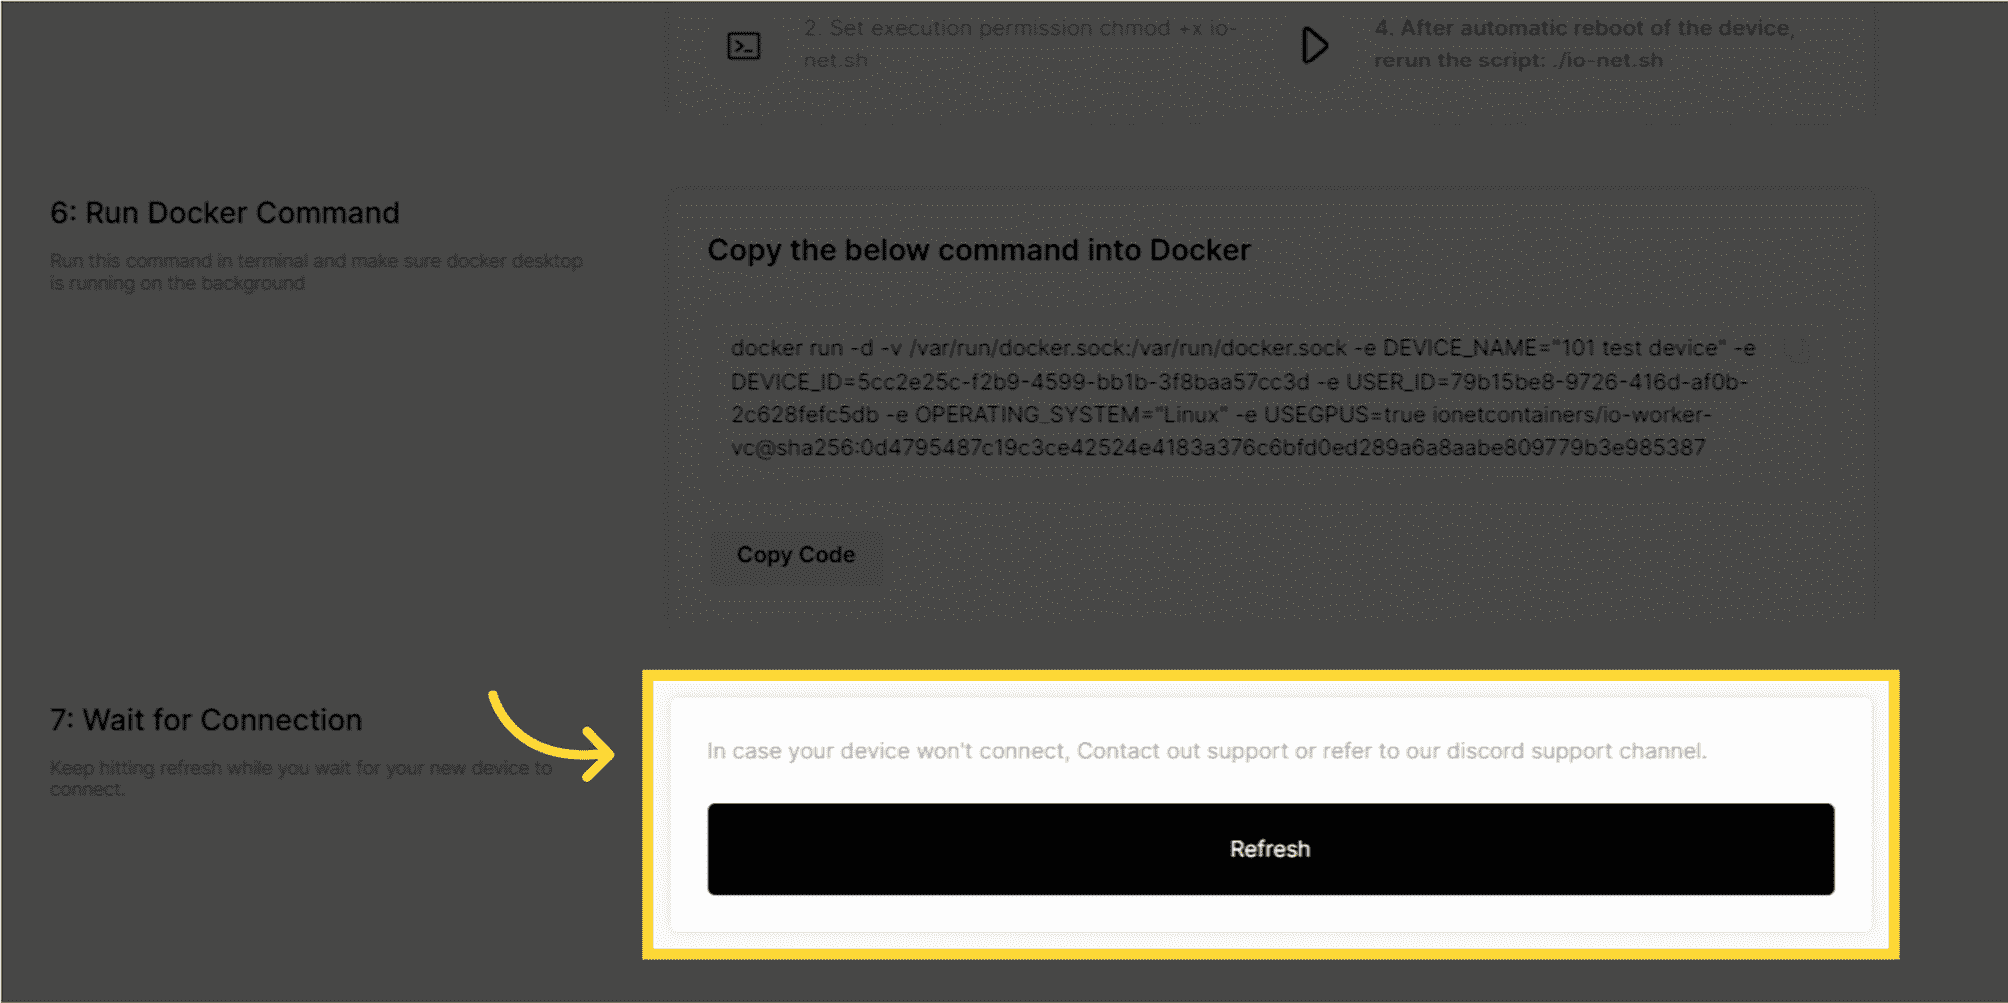 2. Set execution permission chmod +x io-
net.sh
4. After automatic reboot of the device,
rerun the script: ./io-net.sh
6: Run Docker Command
Run this command in terminal and make sure docker desktop
is running on the background
Copy the below command into Docker
docker run -d -v /var/run/docker.sock:/var/run/docker.sock -e DEVICE_NAME="101 test device" -e
DEVICE_ID=5cc2e25c-f2b9-4599-bb1b-3f8baa57cc3d -e USER_ID=79b15be8-9726-416d-af0b-
2c628fefc5db -e OPERATING_SYSTEM="Linux" -e USEGPUS=true ionetcontainers/io-worker-
vc@sha256:0d4795487c19c3ce42524e4183a376c6bfd0ed289a6a8aabe809779b3e985387
Copy Code
7: Wait for Connection
Keep hitting refresh while you wait for your new device to
connect.
In case your device won't connect, Contact out support or refer to our discord support channel.
Refresh